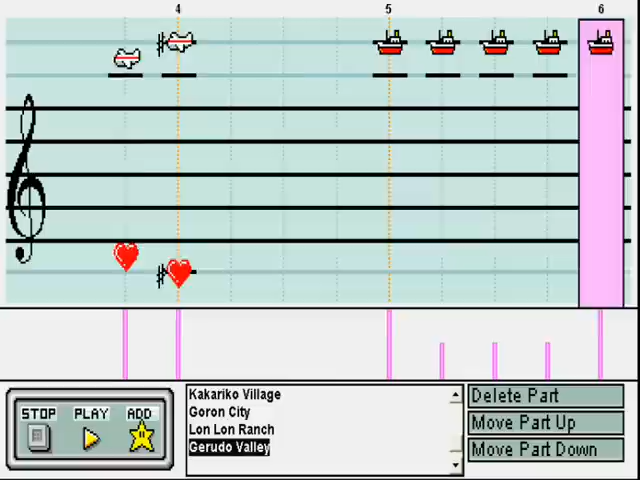 4 5 6
STOP PLAY ADD
Kakariko Village
Goron City
Lon Lon Ranch
Gerudo Valley
Delete Part
Move Part Up
Move Part Down